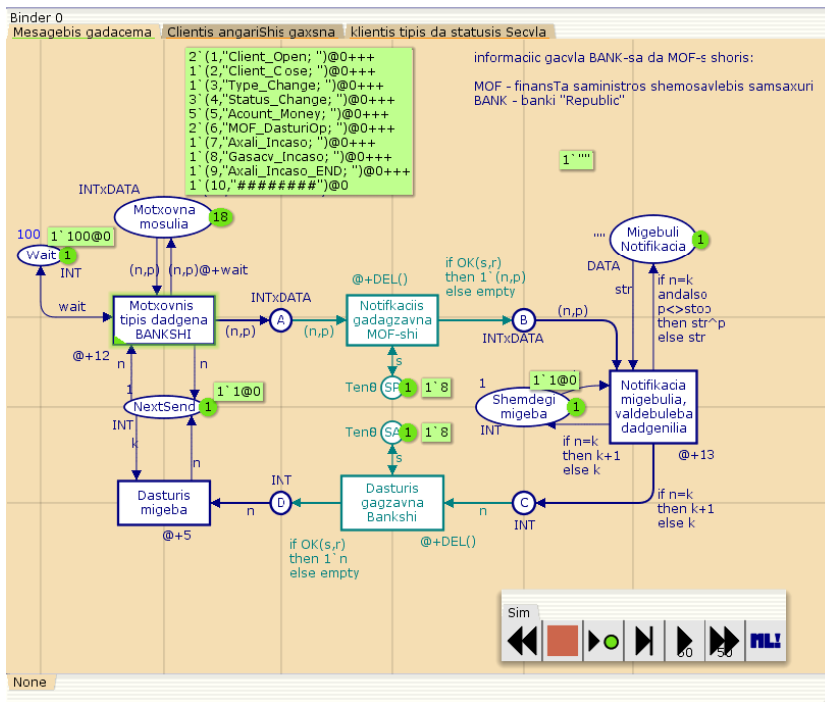 Binder 0
Mesagebis gadacema
Clientis angariShis gaxsna
klientis tipis da statusis Secvla
2`(1,"Client_Open; ")@0+++
1`(2,"Client_C ose; ")@0+++
1`(3,"Type_Change; ")@0+++
3`(4,"Status_Change; ")@0+++
5`(5,"Acount_Money; ")@0+++
2`(6,"MOF_DasturiOp; ")@0+++
1`(7,"Axali_Incaso; ")@0+++
1`(8,"Gasacv_Incaso; ")@0+++
1`(9,"Axali_Incaso_END; ")@0+++
1`(10,"########")@0
informaciic gacvla BANK-sa da MOF-s shoris:
MOF - finansTa saministros shemosavlebis samsaxuri
BANK - banki "Republic"
1`""
INTxDATA
Motxovna
mosulia
18
100
1`100@0
Wait
1
INT
wait
(n,p)
(n,p)@+wait
Motxovnis
tipis dadgena
BANKSHI
@+12
(n,p)
INTxDATA
A
(n,p)
@+DEL()
Notifkaciis
gadagzavna
MOF-shi
if OK(s,r)
then 1`(n,p)
else empty
B
INTxDATA
(n,p)
""
Migebuli
Notifikacia
1
DATA
str
if n=k
andalso
p<>stop
then str^p
else str
s
Ten0
SP
1
1`8
n
n
1
NextSend
1
1`1@0
INT
k
n
1
1`1@0
Shemdegi
migeba
1
INT
if n=k
then k+1
else k
Notifikacia
migebulia,
valdebuleba
dadgenilia
@+13
Ten0
SA
1
1`8
s
Dasturis
migeba
@+5
n
INT
D
if OK(s,r)
then 1`n
else empty
Dasturis
gagzavna
Bankshi
@+DEL()
n
C
INT
if n=k
then k+1
else k
Sim
60
50
ML!
None